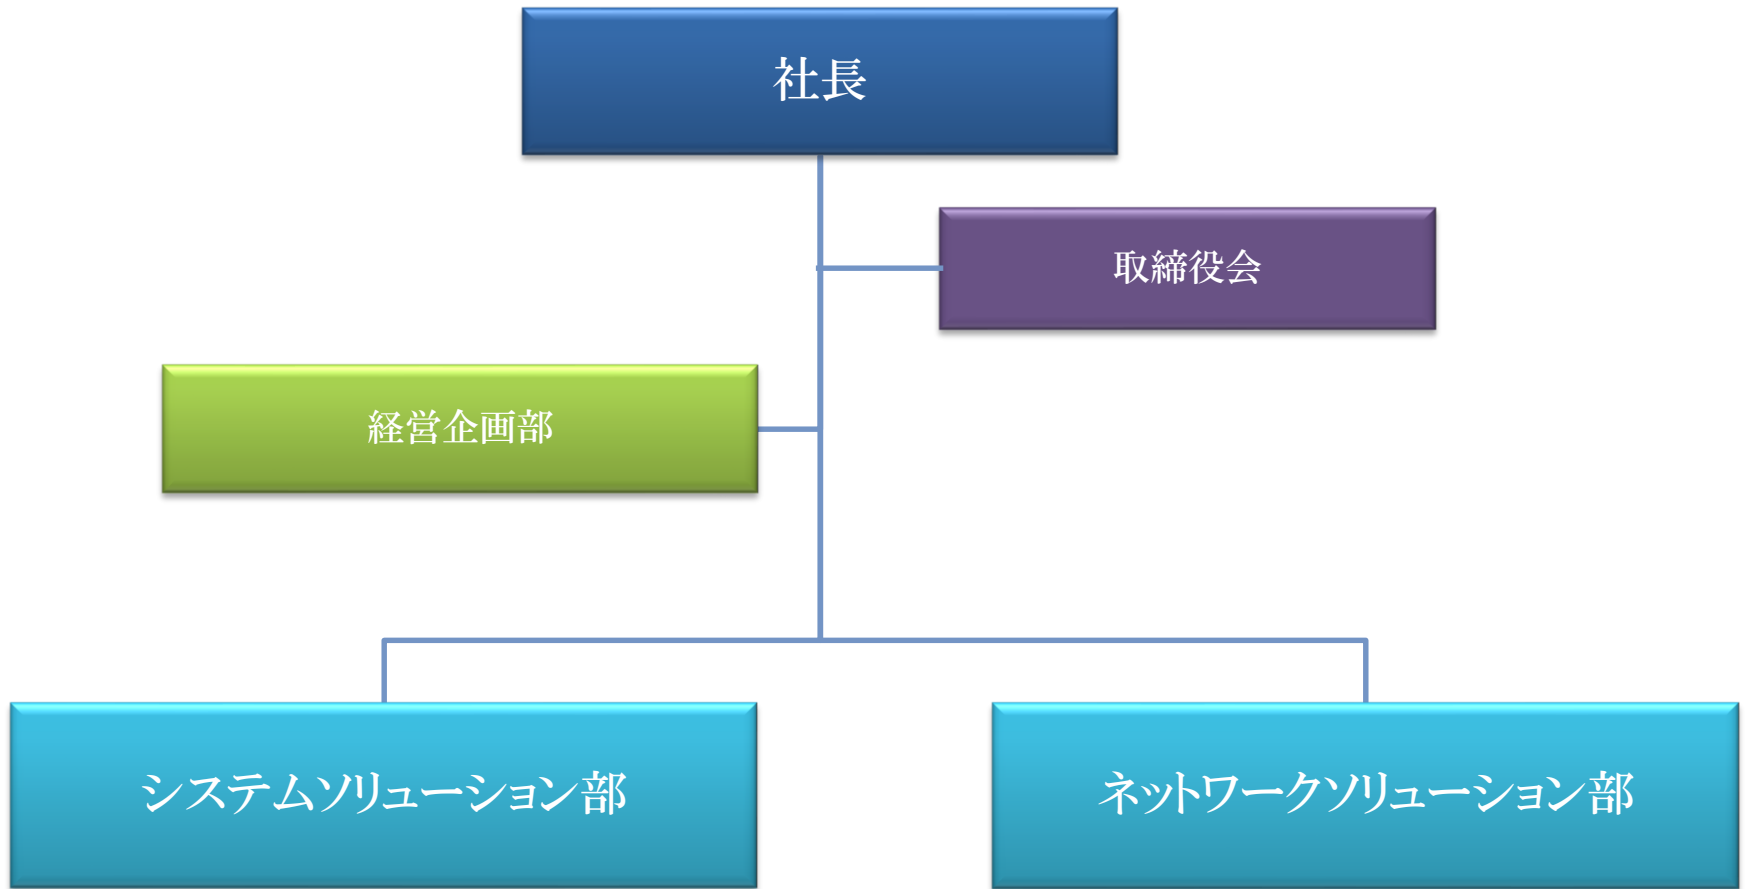 社長
取締役会
経営企画部
システムソリューション部
ネットワークソリューション部